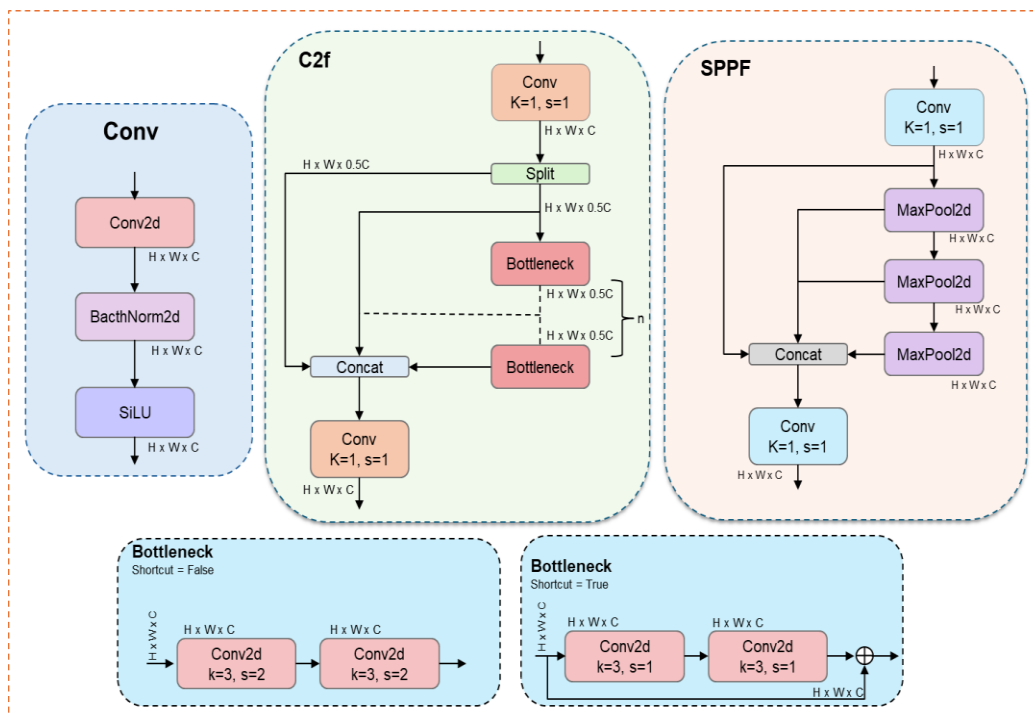 Conv
Conv2d
H x W x C
BacthNorm2d
H x W x C
SiLU
H x W x C
C2f
Conv
K=1, s=1
H x W x C
H x W x 0.5C
Split
H x W x 0.5C
Bottleneck
H x W x 0.5C
n
H x W x 0.5C
Bottleneck
Concat
Conv
K=1, s=1
H x W x C
SPPF
Conv
K=1, s=1
H x W x C
MaxPool2d
H x W x C
MaxPool2d
H x W x C
MaxPool2d
H x W x C
Concat
Conv
K=1, s=1
H x W x C
Bottleneck
Shortcut = False
H x W x C
H x W x C
Conv2d
k=3, s=2
H x W x C
Conv2d
k=3, s=2
Bottleneck
Shortcut = True
H x W x C
H x W x C
Conv2d
k=3, s=1
H x W x C
Conv2d
k=3, s=1
H x W x C